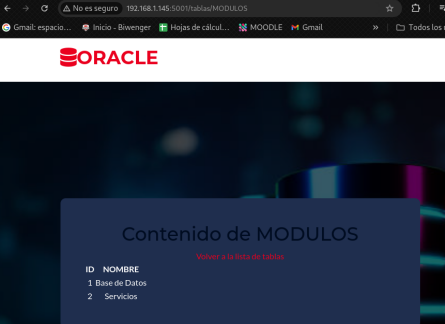 No es seguro 192.168.1.145:5001/tablas/MODULOS
Gmail: espacio... Inicio - Biwenger Hojas de cálcul... MOODLE Gmail » Todos los
ORACLE
Contenido de MODULOS
Volver a la lista de tablas
ID NOMBRE
1 Base de Datos
2 Servicios